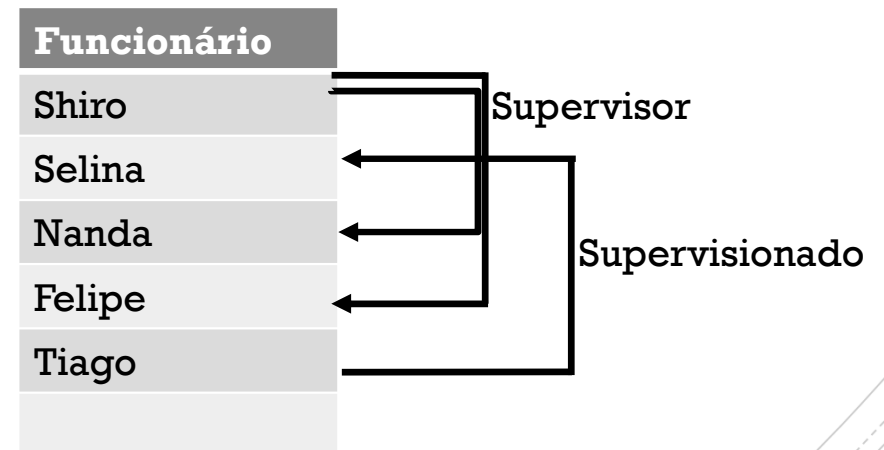 Funcionário
Shiro
Supervisor
Selina
Nanda
Supervisionado
Felipe
Tiago